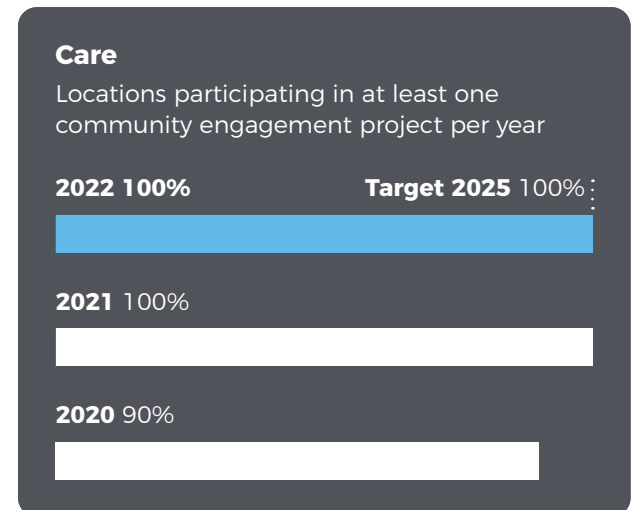 Care
Locations participating in at least one
community engagement project per year
2022 100% Target 2025 100%
2021 100%
2020 90%